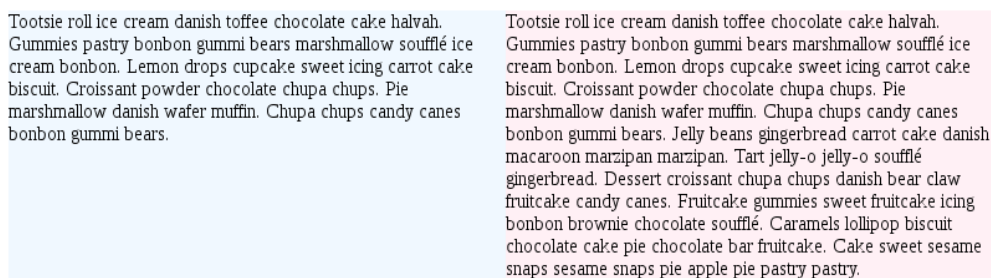 Tootsie roll ice cream danish toffee chocolate cake halvah.
Gummies pastry bonbon gummi bears marshmallow soufflé ice
cream bonbon. Lemon drops cupcake sweet icing carrot cake
biscuit. Croissant powder chocolate chupa chups. Pie
marshmallow danish wafer muffin. Chupa chups candy canes
bonbon gummi bears.
Tootsie roll ice cream danish toffee chocolate cake halvah.
Gummies pastry bonbon gummi bears marshmallow soufflé ice
cream bonbon. Lemon drops cupcake sweet icing carrot cake
biscuit. Croissant powder chocolate chupa chups. Pie
marshmallow danish wafer muffin. Chupa chups candy canes
bonbon gummi bears. Jelly beans gingerbread carrot cake danish
macaroon marzipan marzipan. Tart jelly-o jelly-o soufflé
gingerbread. Dessert croissant chupa chups danish bear claw
fruitcake candy canes. Fruitcake gummies sweet fruitcake icing
bonbon brownie chocolate soufflé. Caramels lollipop biscuit
chocolate cake pie chocolate bar fruitcake. Cake sweet sesame
snaps sesame snaps pie apple pie pastry pastry.